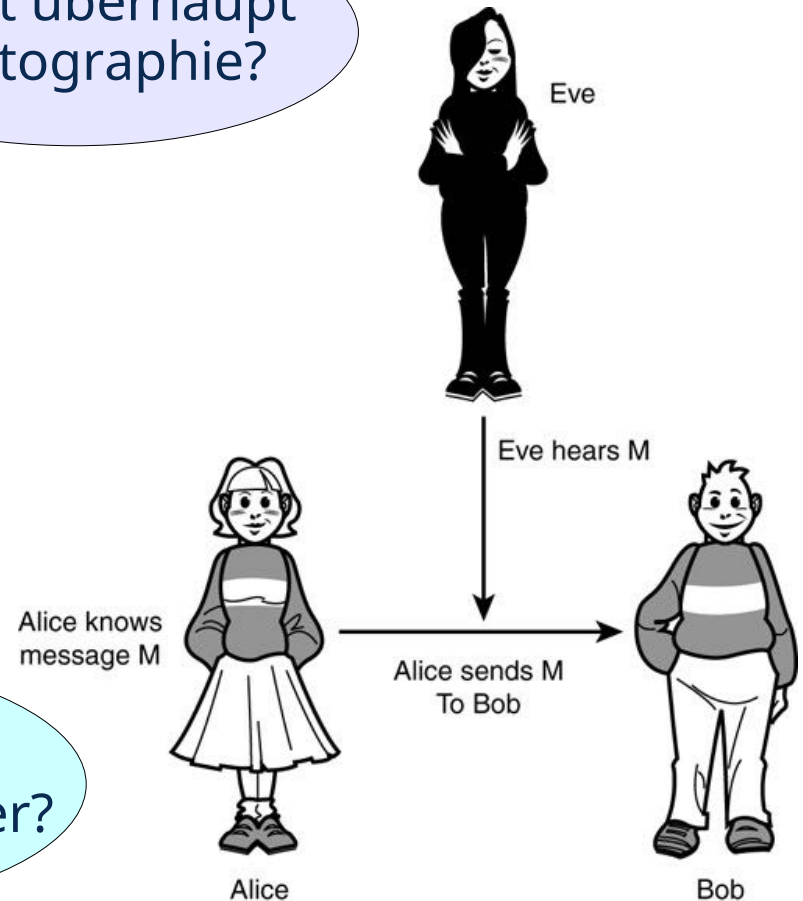 t überhaupt
tographie?
Eve
Eve hears M
Alice knows
message M
Alice sends M
To Bob
er?
Alice
Bob